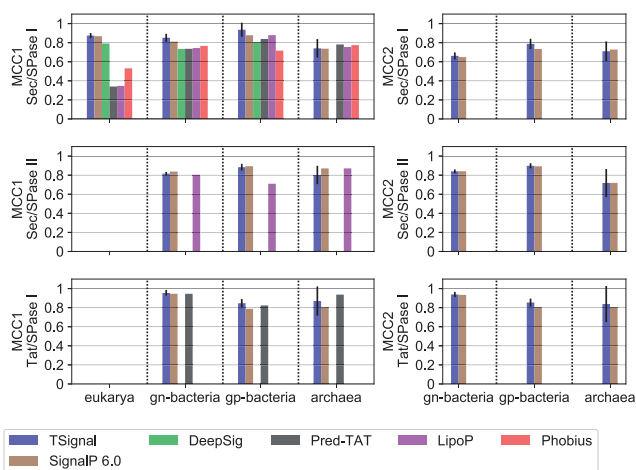 MCC1
Sec/SPase I
1
0.8
0.6
0.4
0.2
0
MCC2
Sec/SPase I
1
0.8
0.6
0.4
0.2
0
MCC1
Sec/SPase II
1
0.8
0.6
0.4
0.2
0
MCC2
Sec/SPase II
1
0.8
0.6
0.4
0.2
0
MCC1
Tat/SPase I
1
0.8
0.6
0.4
0.2
0
eukarya gn-bacteria gp-bacteria archaea
MCC2
Tat/SPase I
1
0.8
0.6
0.4
0.2
0
gn-bacteria gp-bacteria archaea
TSignal DeepSig Pred-TAT LipoP Phobius
SignalP 6.0